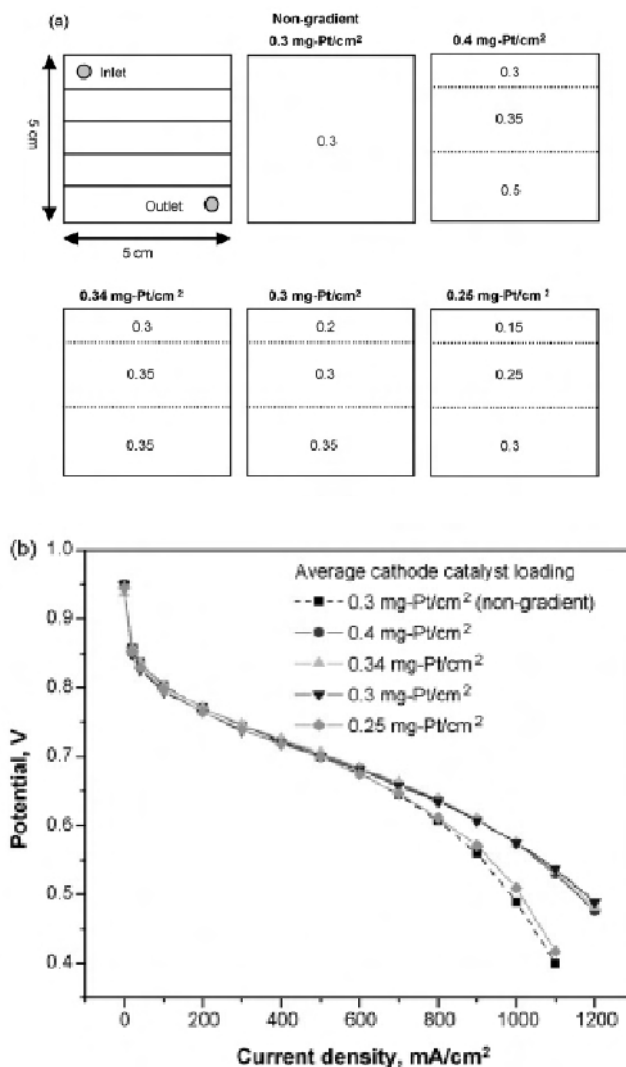 (a)
Non-gradient
0.3 mg-Pt/cm²
0.4 mg-Pt/cm²
Inlet
Outlet
5 cm
5 cm
0.3
0.3
0.35
0.5
0.34 mg-Pt/cm²
0.3 mg-Pt/cm²
0.25 mg-Pt/cm²
0.3
0.35
0.35
0.2
0.3
0.35
0.15
0.25
0.3
(b)
Average cathode catalyst loading
0.3 mg-Pt/cm² (non-gradient)
0.4 mg-Pt/cm²
0.34 mg-Pt/cm²
0.3 mg-Pt/cm²
0.25 mg-Pt/cm²
Potential, V
1.0
0.9
0.8
0.7
0.6
0.5
0.4
0 200 400 600 800 1000 1200
Current density, mA/cm²